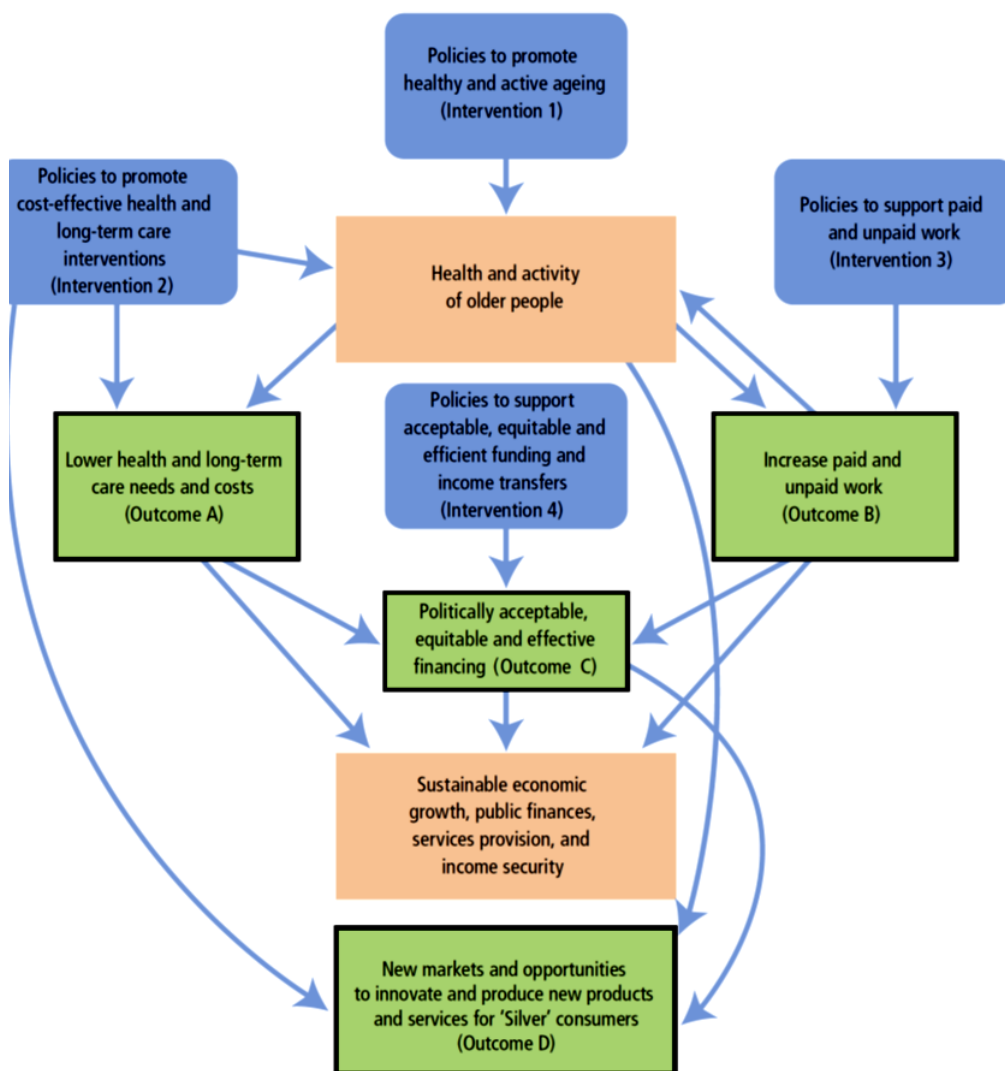 Policies to promote
healthy and active ageing
(Intervention 1)
Policies to promote
cost-effective health and
long-term care
interventions
(Intervention 2)
Policies to support paid
and unpaid work
(Intervention 3)
Health and activity
of older people
Policies to support
acceptable, equitable and
efficient funding and
income transfers
(Intervention 4)
Lower health and long-term
care needs and costs
(Outcome A)
Increase paid and
unpaid work
(Outcome B)
Politically acceptable,
equitable and effective
financing (Outcome C)
Sustainable economic
growth, public finances,
services provision, and
income security
New markets and opportunities
to innovate and produce new products
and services for ‘Silver’ consumers
(Outcome D)